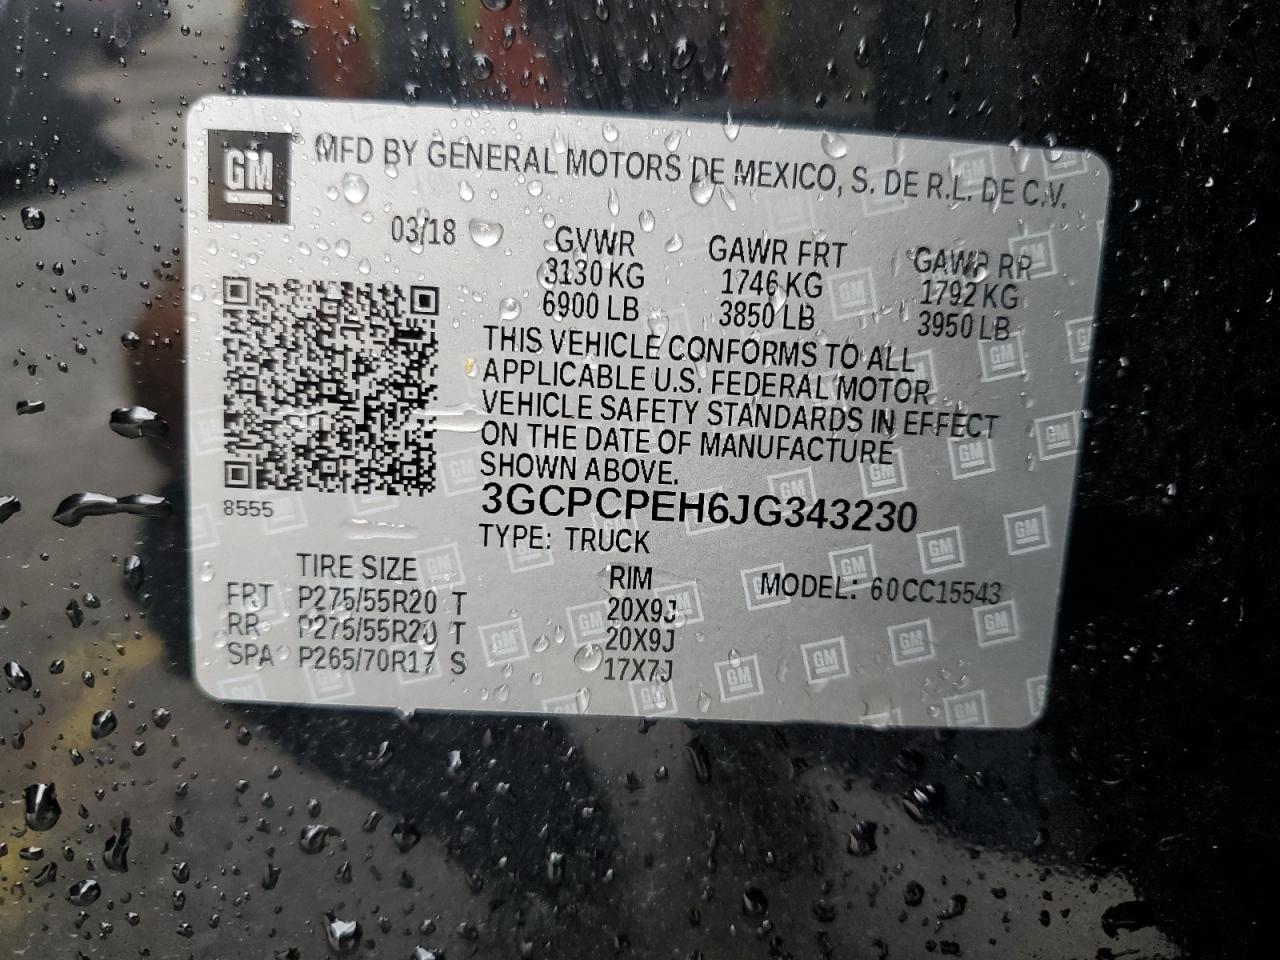 GM MFD BY GENERAL MOTORS DE MEXICO, S. DE R.L. DE C.V.
03/18 GVWR GAWR FRT GAWR RR
3130 KG 1746 KG 1792 KG
6900 LB 3850 LB 3950 LB
THIS VEHICLE CONFORMS TO ALL
APPLICABLE U.S. FEDERAL MOTOR
VEHICLE SAFETY STANDARDS IN EFFECT
ON THE DATE OF MANUFACTURE
SHOWN ABOVE.
8555 3GCPCPEH6JG343230
TYPE: TRUCK
TIRE SIZE RIM MODEL: 60CC15543
FRT P275/55R20 T 20X9J
RR P275/55R20 T 20X9J
SPA P265/70R17 S 17X7J